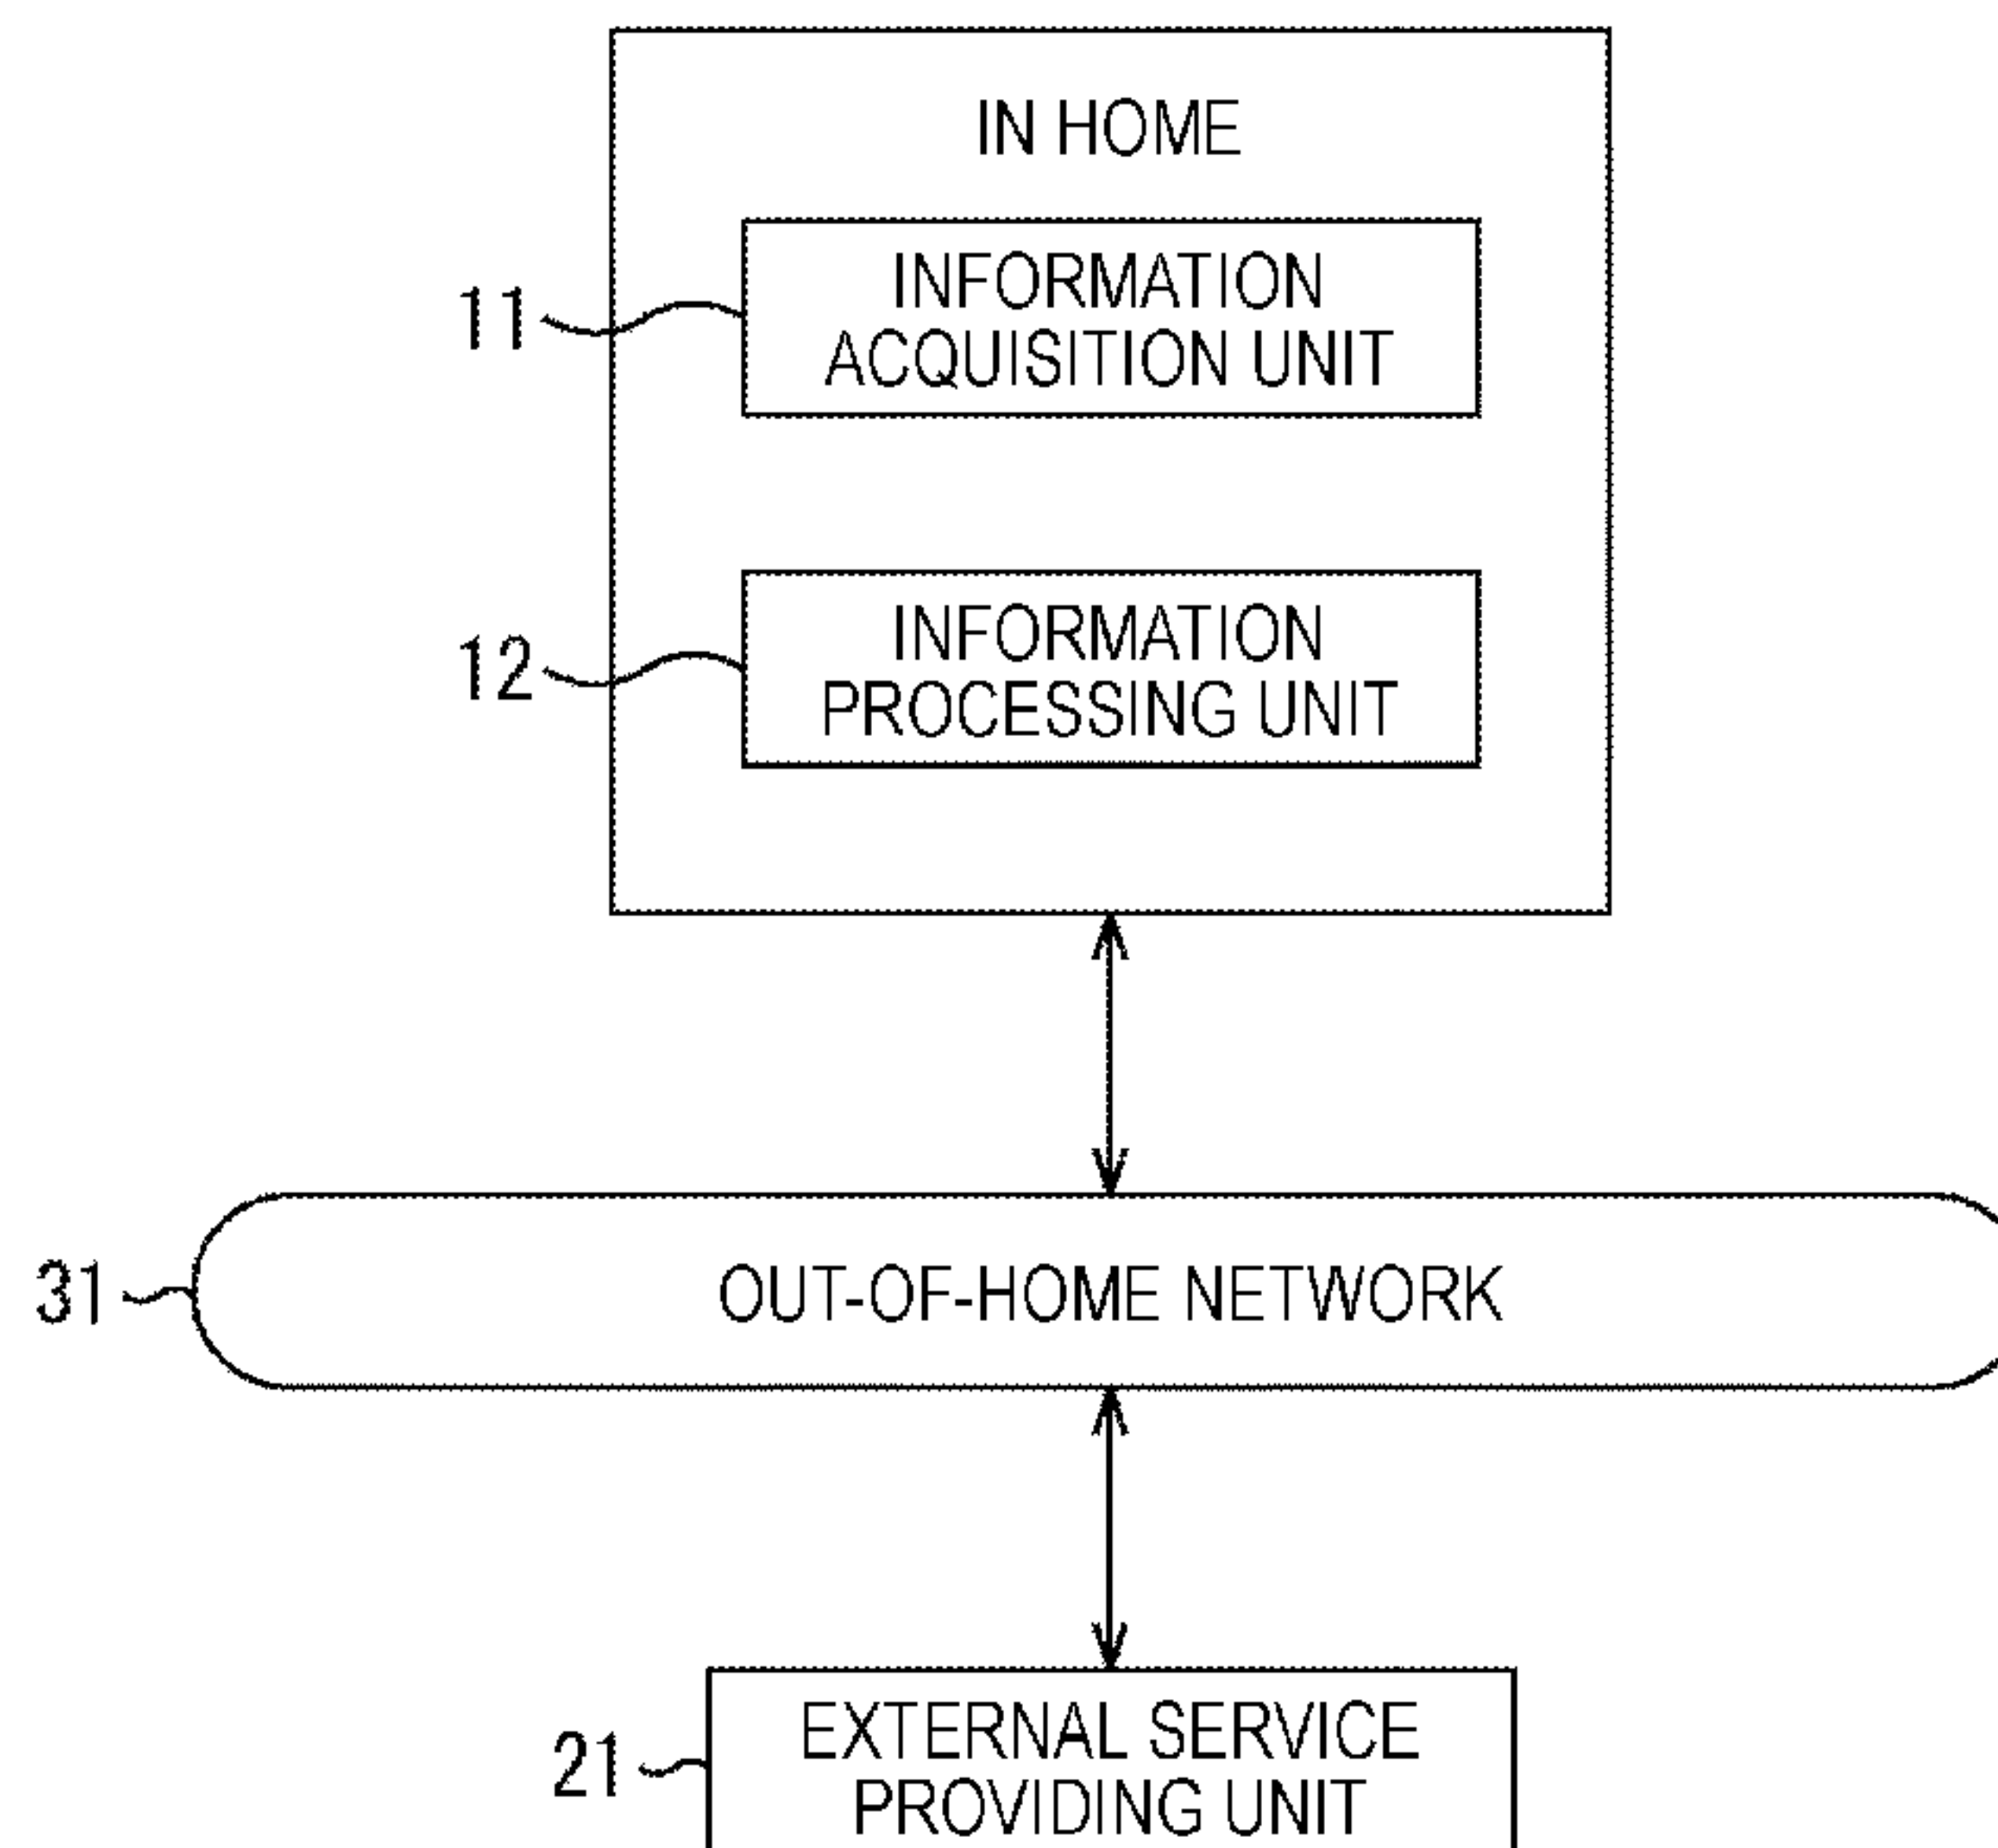 IN HOME
11
INFORMATION
ACQUISITION UNIT
12
INFORMATION
PROCESSING UNIT
31
OUT-OF-HOME NETWORK
21
EXTERNAL SERVICE
PROVIDING UNIT